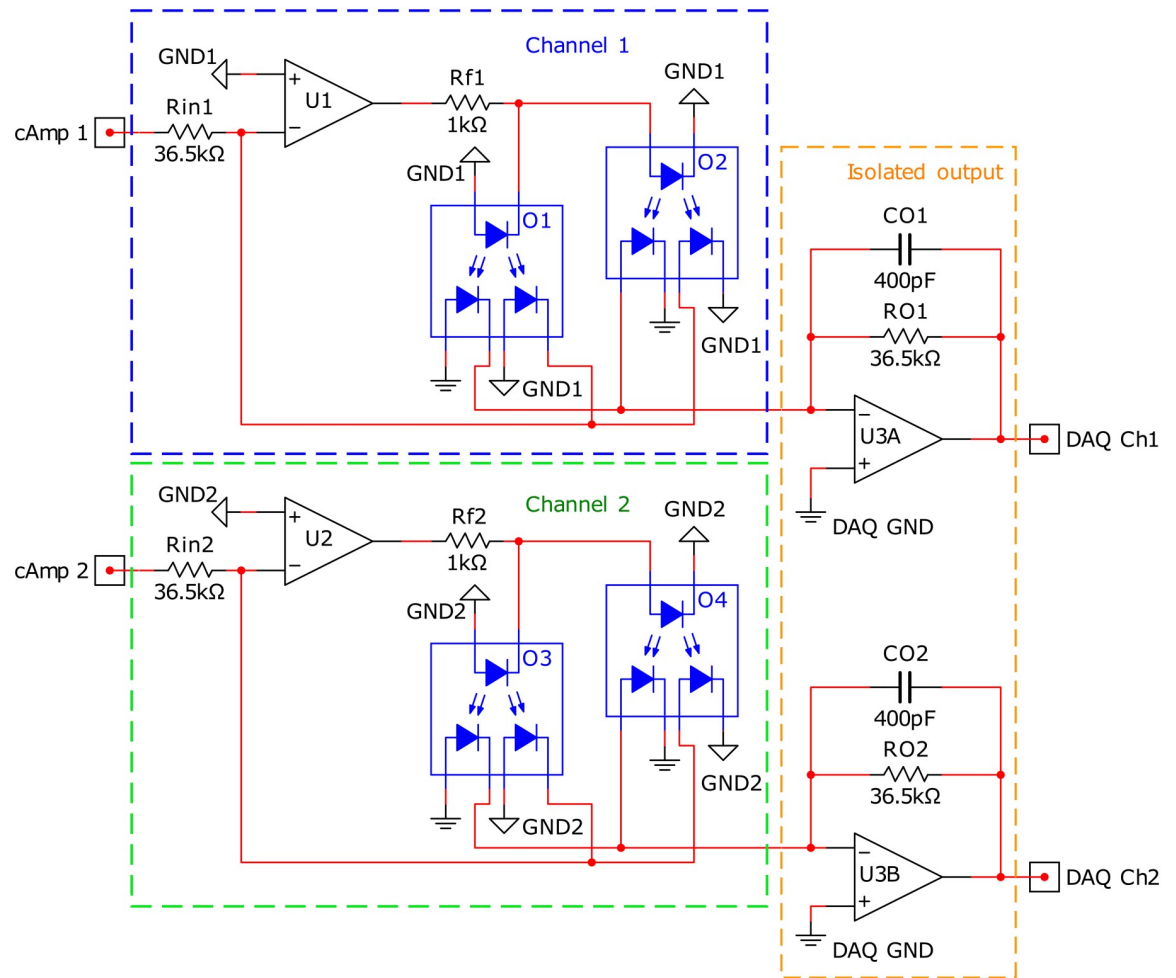 Channel 1
GND1
+
U1
−
Rf1
1kΩ
GND1
Rin1
cAmp 1
36.5kΩ
GND1
O1
O2
GND1
GND1
Isolated output
CO1
400pF
RO1
36.5kΩ
−
U3A
+
DAQ Ch1
DAQ GND
Channel 2
GND2
+
U2
−
Rf2
1kΩ
GND2
Rin2
cAmp 2
36.5kΩ
GND2
O3
O4
GND2
GND2
CO2
400pF
RO2
36.5kΩ
−
U3B
+
DAQ Ch2
DAQ GND